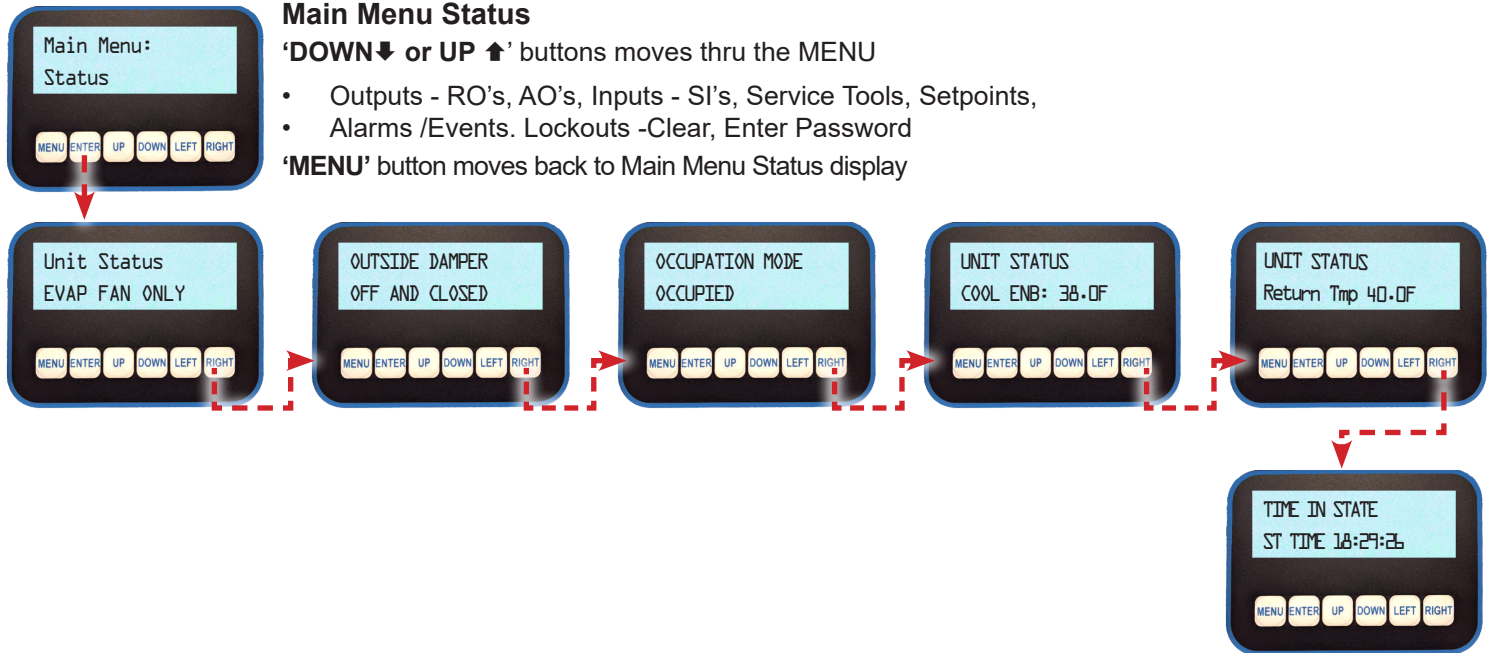 Main Menu Status
‘DOWN⬇ or UP ⬆’ buttons moves thru the MENU
• Outputs - RO’s, AO’s, Inputs - SI’s, Service Tools, Setpoints,
• Alarms /Events. Lockouts -Clear, Enter Password
‘MENU’ button moves back to Main Menu Status display
Main Menu:
Status
MENU ENTER UP DOWN LEFT RIGHT
Unit Status
EVAP FAN ONLY
MENU ENTER UP DOWN LEFT RIGHT
OUTSIDE DAMPER
OFF AND CLOSED
MENU ENTER UP DOWN LEFT RIGHT
OCCUPATION MODE
OCCUPIED
MENU ENTER UP DOWN LEFT RIGHT
UNIT STATUS
COOL ENB: 38.0F
MENU ENTER UP DOWN LEFT RIGHT
UNIT STATUS
Return Tmp 40.0F
MENU ENTER UP DOWN LEFT RIGHT
TIME IN STATE
ST TIME 18:29:26
MENU ENTER UP DOWN LEFT RIGHT